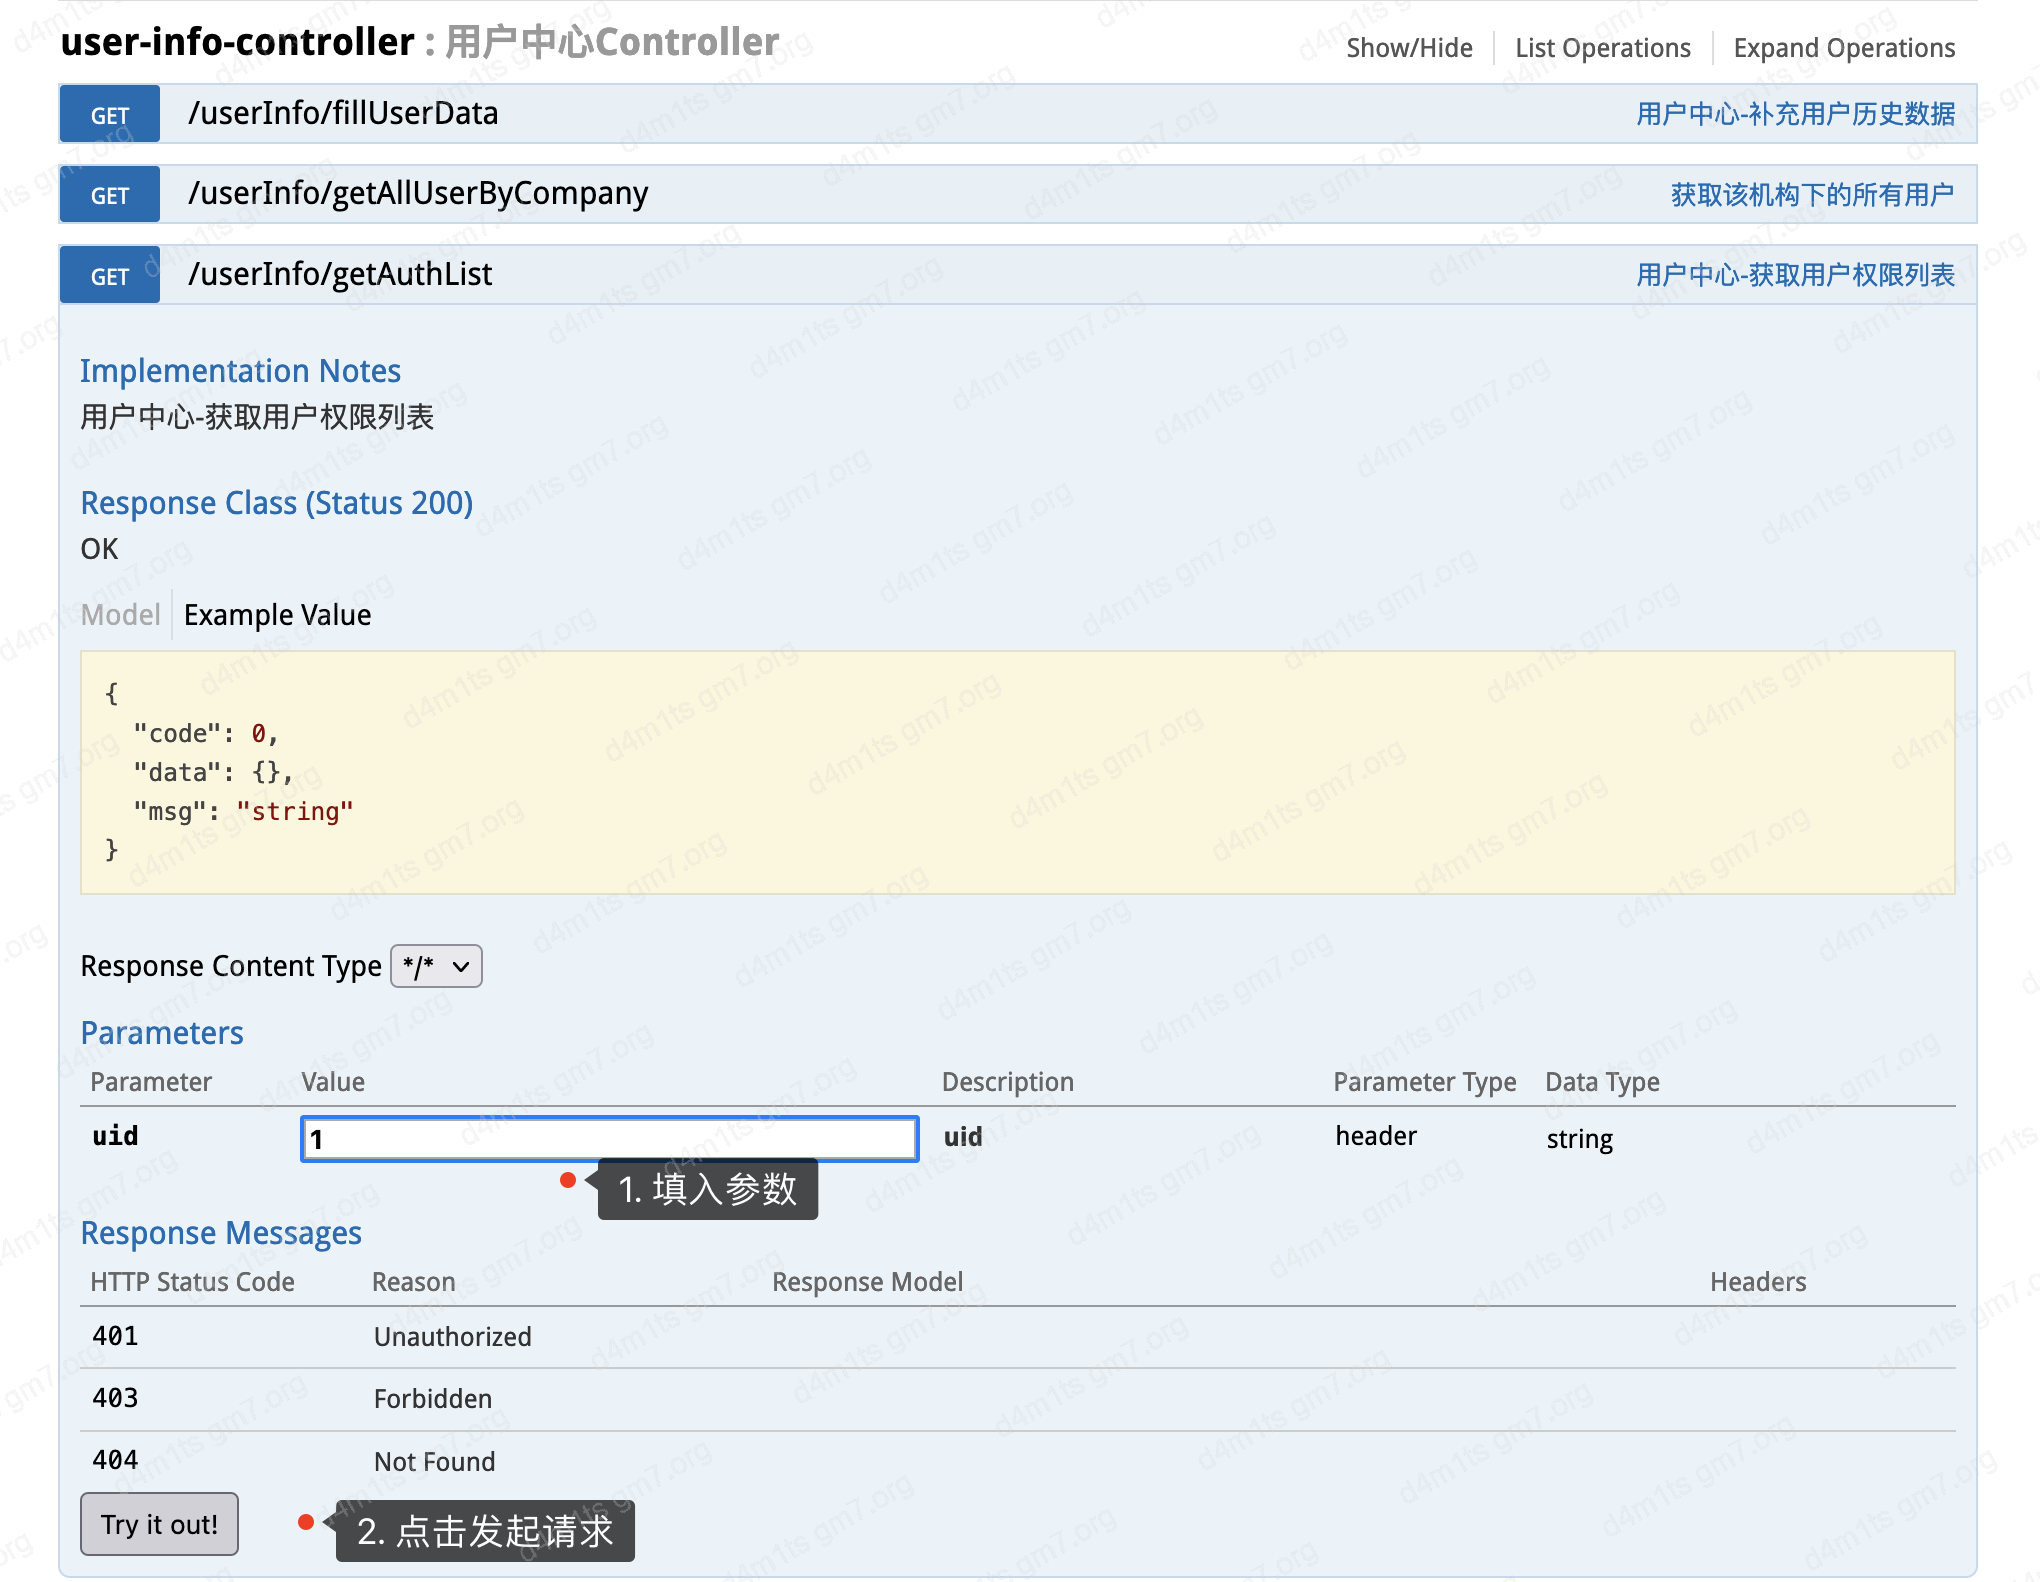 user-info-controller : 用户中心Controller
Show/Hide
List Operations
Expand Operations
GET /userInfo/fillUserData 用户中心-补充用户历史数据
GET /userInfo/getAllUserByCompany 获取该机构下的所有用户
GET /userInfo/getAuthList 用户中心-获取用户权限列表
Implementation Notes
用户中心-获取用户权限列表
Response Class (Status 200)
OK
Model Example Value
{
"code": 0,
"data": {},
"msg": "string"
}
Response Content Type */*
Parameters
Parameter Value Description Parameter Type Data Type
uid 1 uid header string
1. 填入参数
Response Messages
HTTP Status Code Reason Response Model Headers
401 Unauthorized
403 Forbidden
404 Not Found
Try it out!
2. 点击发起请求
d4m1ts gm7.org